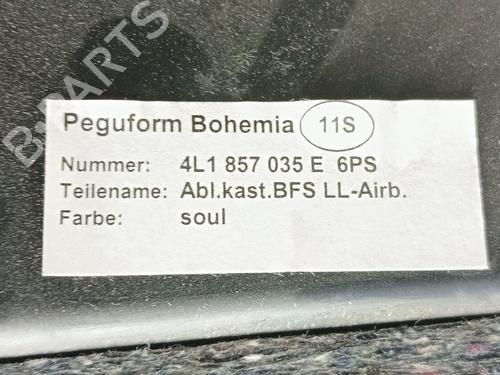 B-PARTS
Peguform Bohemia 11S
Nummer: 4L1 857 035 E 6PS
Teilename: Abl.kast.BFS LL-Airb.
Farbe: soul